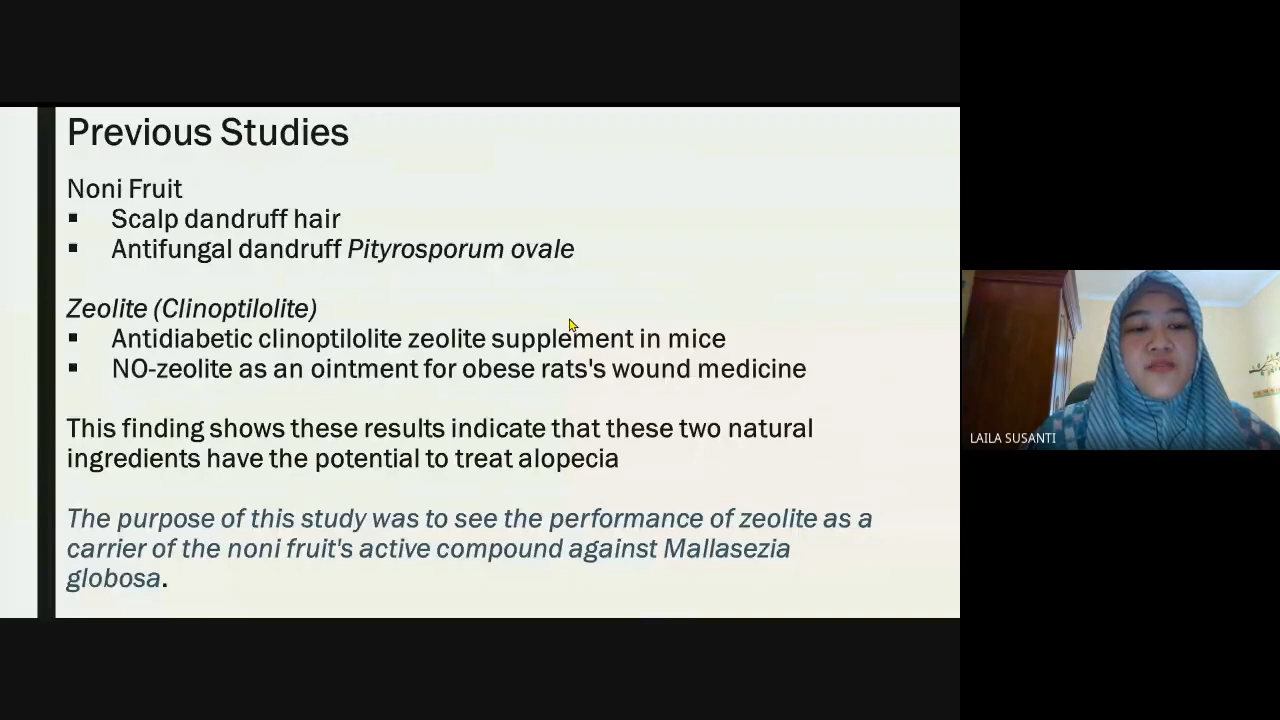 Previous Studies
Noni Fruit
▪ Scalp dandruff hair
▪ Antifungal dandruff Pityrosporum ovale
Zeolite (Clinoptilolite)
▪ Antidiabetic clinoptilolite zeolite supplement in mice
▪ NO-zeolite as an ointment for obese rats's wound medicine
This finding shows these results indicate that these two natural
ingredients have the potential to treat alopecia
The purpose of this study was to see the performance of zeolite as a
carrier of the noni fruit's active compound against Mallasezia
globosa.
LAILA SUSANTI